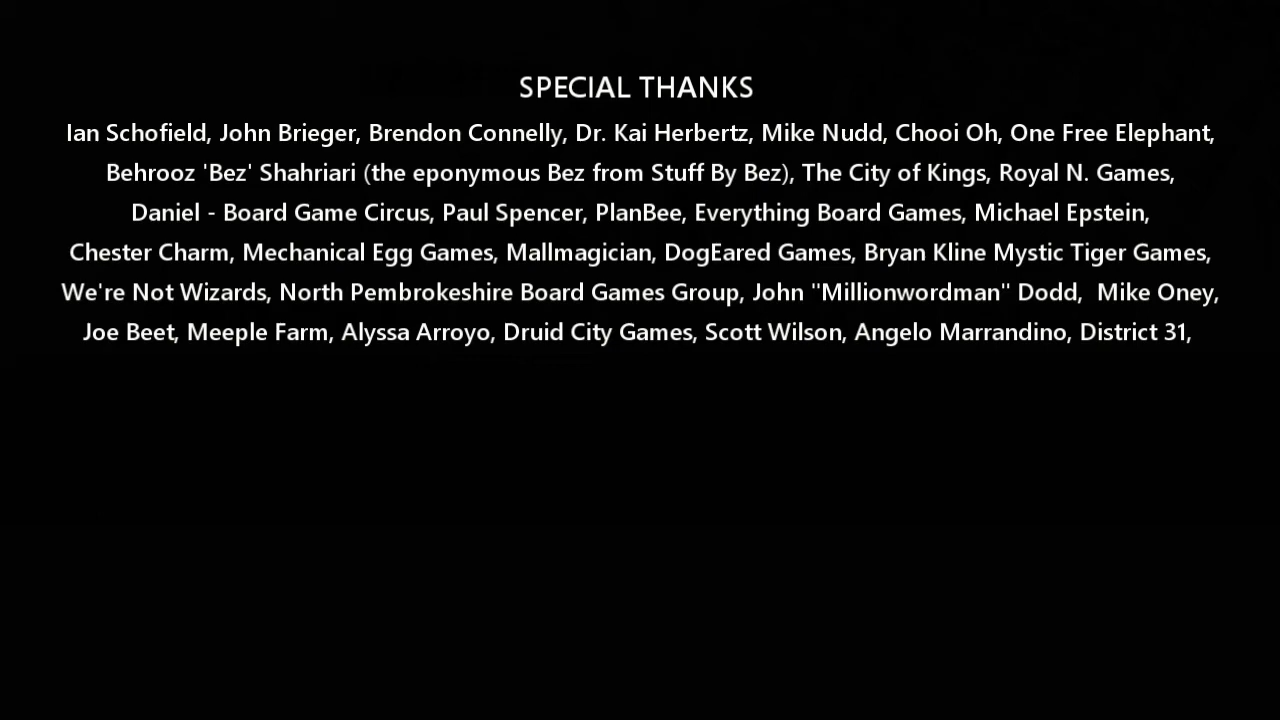 SPECIAL THANKS
Ian Schofield, John Brieger, Brendon Connelly, Dr. Kai Herbertz, Mike Nudd, Chooi Oh, One Free Elephant,
Behrooz 'Bez' Shahriari (the eponymous Bez from Stuff By Bez), The City of Kings, Royal N. Games,
Daniel - Board Game Circus, Paul Spencer, PlanBee, Everything Board Games, Michael Epstein,
Chester Charm, Mechanical Egg Games, Mallmagician, DogEared Games, Bryan Kline Mystic Tiger Games,
We're Not Wizards, North Pembrokeshire Board Games Group, John "Millionwordman" Dodd,  Mike Oney,
Joe Beet, Meeple Farm, Alyssa Arroyo, Druid City Games, Scott Wilson, Angelo Marrandino, District 31,